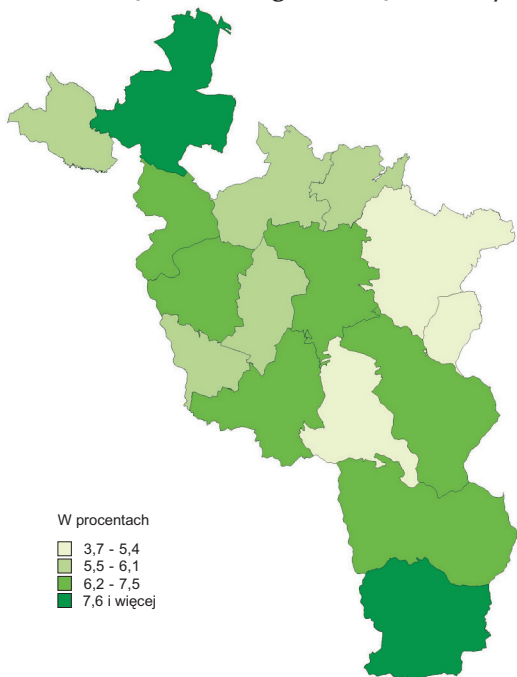 W procentach
3,7 - 5,4
5,5 - 6,1
6,2 - 7,5
7,6 i więcej